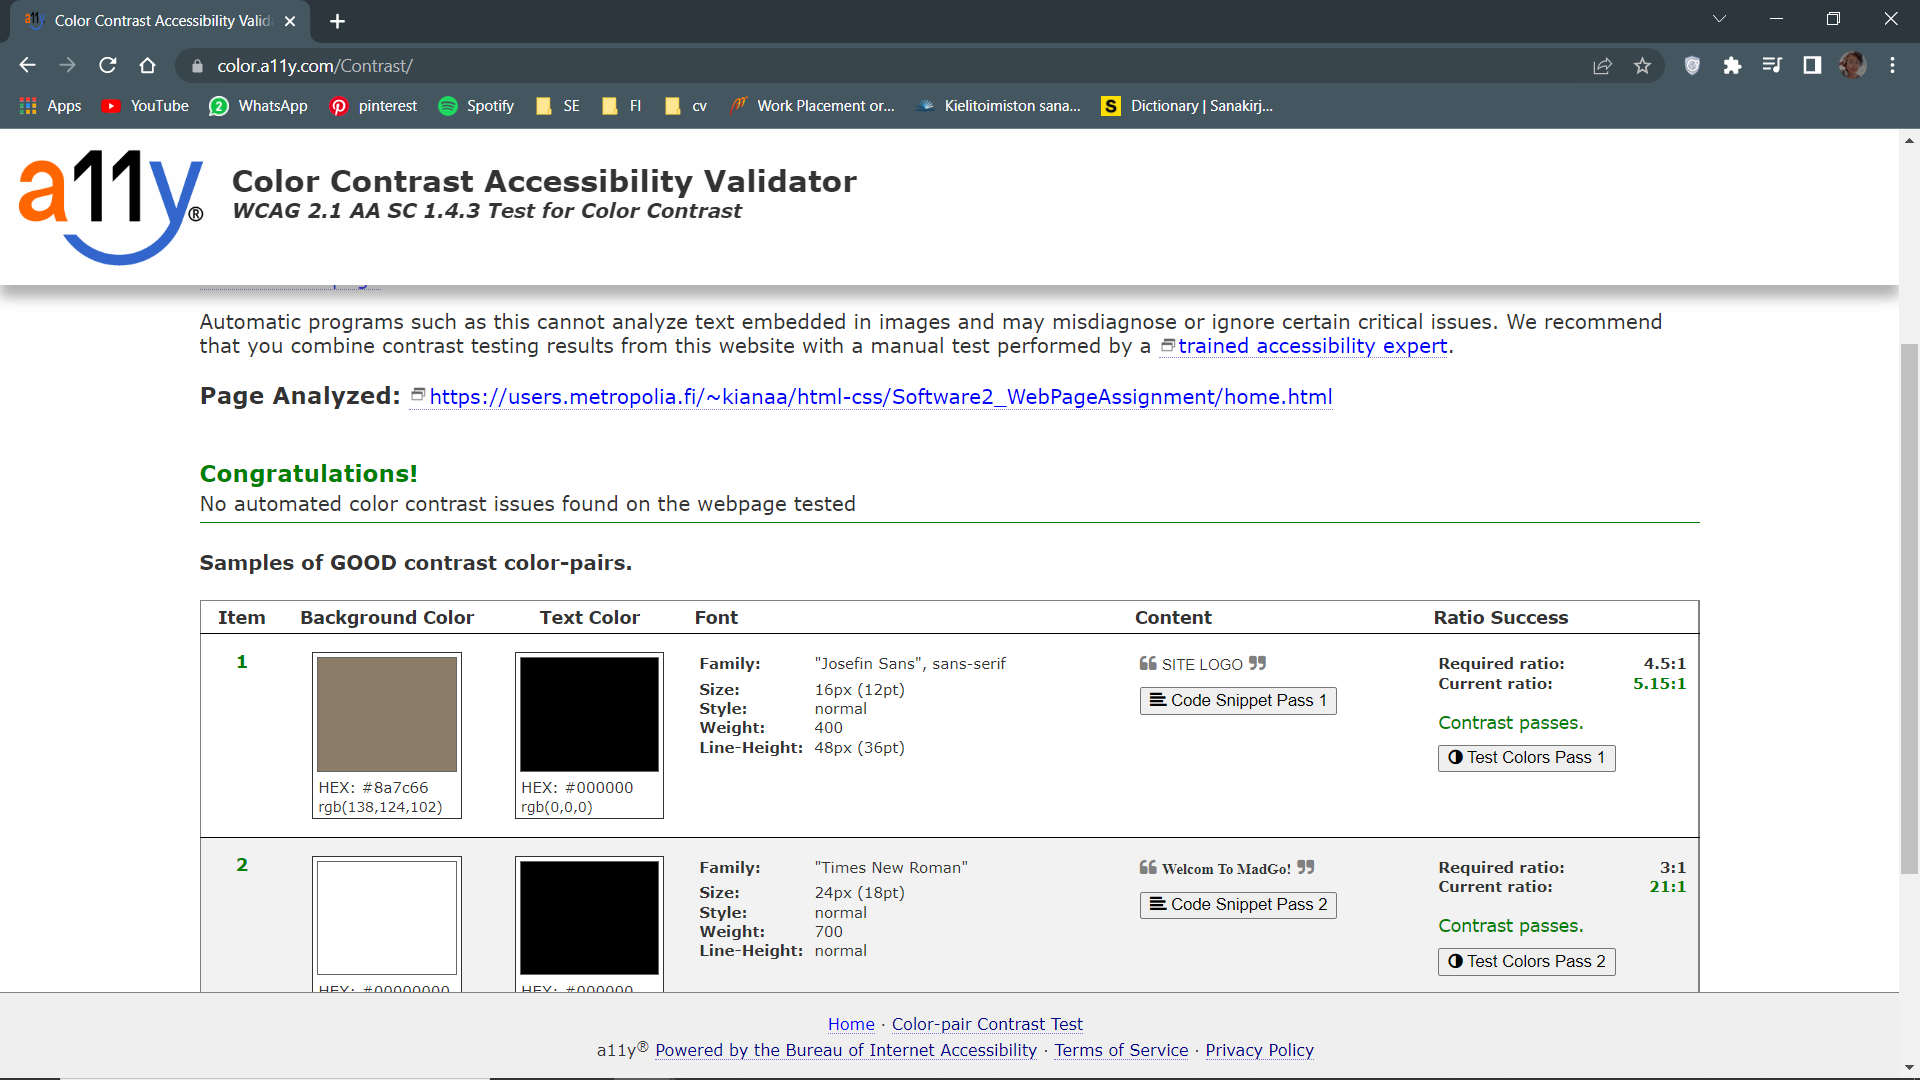 Color Contrast Accessibility Valid
color.a11y.com/Contrast/
Apps YouTube WhatsApp pinterest Spotify SE FI cv Work Placement or... Kielitoimiston sana... Dictionary | Sanakirj...
a11y®
Color Contrast Accessibility Validator
WCAG 2.1 AA SC 1.4.3 Test for Color Contrast
Automatic programs such as this cannot analyze text embedded in images and may misdiagnose or ignore certain critical issues. We recommend
that you combine contrast testing results from this website with a manual test performed by a trained accessibility expert.
Page Analyzed: https://users.metropolia.fi/~kianaa/html-css/Software2_WebPageAssignment/home.html
Congratulations!
No automated color contrast issues found on the webpage tested
Samples of GOOD contrast color-pairs.
Item Background Color Text Color Font Content Ratio Success
1
HEX: #8a7c66
rgb(138,124,102)
HEX: #000000
rgb(0,0,0)
Family: "Josefin Sans", sans-serif
Size: 16px (12pt)
Style: normal
Weight: 400
Line-Height: 48px (36pt)
❝ SITE LOGO ❞
Code Snippet Pass 1
Required ratio: 4.5:1
Current ratio: 5.15:1
Contrast passes.
Test Colors Pass 1
2
HEX: #00000000
HEX: #000000
Family: "Times New Roman"
Size: 24px (18pt)
Style: normal
Weight: 700
Line-Height: normal
❝ Welcom To MadGo! ❞
Code Snippet Pass 2
Required ratio: 3:1
Current ratio: 21:1
Contrast passes.
Test Colors Pass 2
Home · Color-pair Contrast Test
a11y® Powered by the Bureau of Internet Accessibility · Terms of Service · Privacy Policy